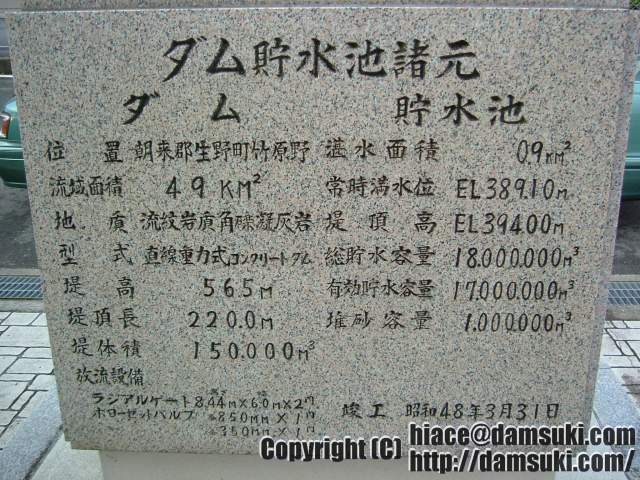 ダム貯水池諸元
ダム 貯水池
位置 朝来郡生野町竹原野 湛水面積 0.9KM²
流域面積 49KM² 常時満水位 EL389.10M
地質 流紋岩質角礫凝灰岩 堤頂高 EL394.00M
型式 直線重力式コンクリートダム 総貯水容量 18.000.000M³
堤高 56.5M 有効貯水容量 17.000.000M³
堤頂長 220.0M 堆砂容量 1.000.000M³
堤体積 150.000M³
放流設備
ラジアルゲート 8.44M×6.0M×2門
ホローゼットバルブ 850MM×1門
350MM×1門
竣工 昭和48年3月31日
Copyright (C) hiace@damsuki.com
http://damsuki.com/